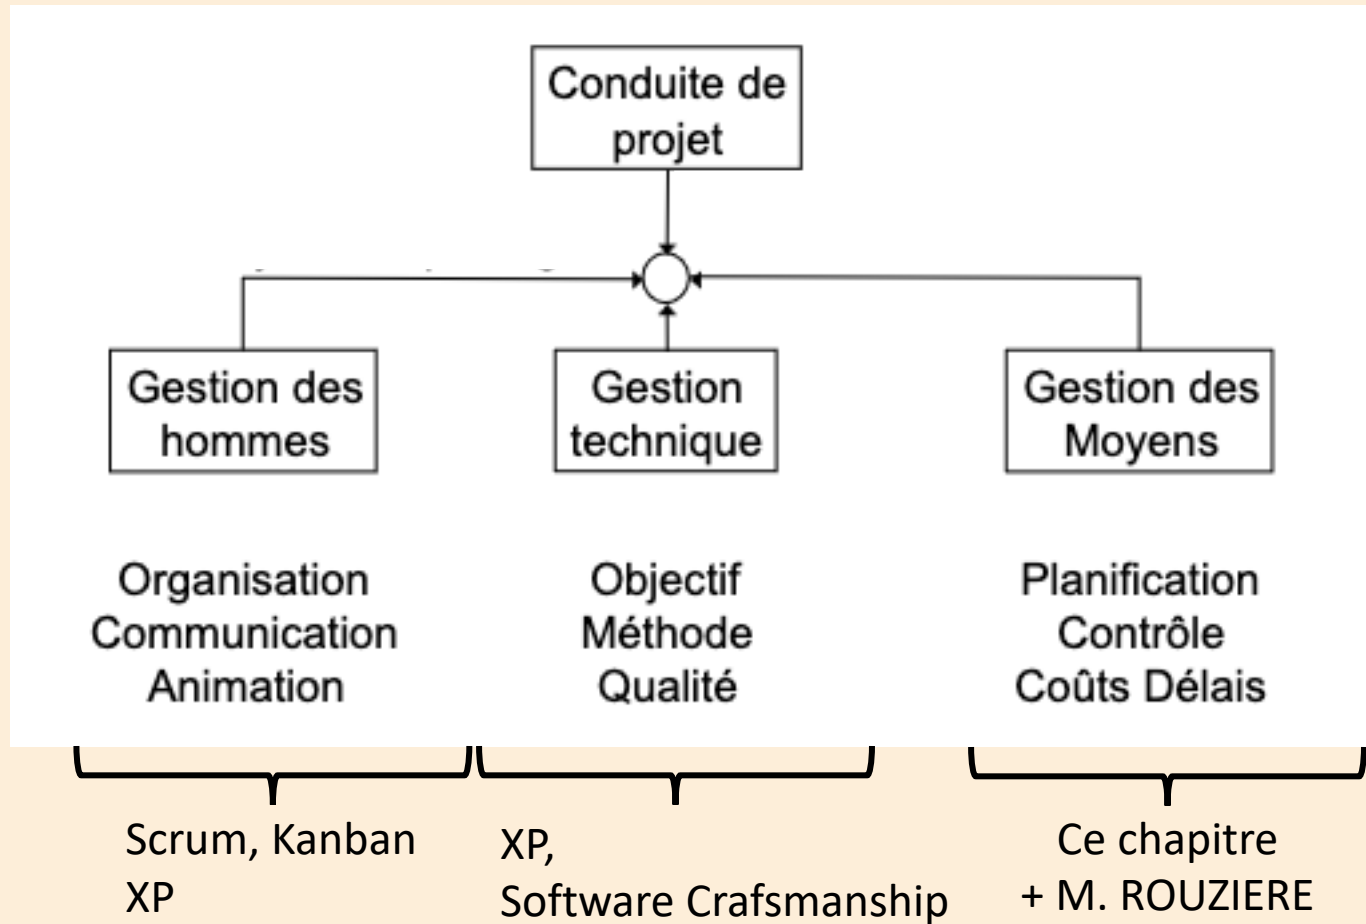 Conduite de
projet
Gestion des
hommes
Gestion
technique
Gestion des
Moyens
Organisation
Communication
Animation
Objectif
Méthode
Qualité
Planification
Contrôle
Coûts Délais
Scrum, Kanban
XP
XP,
Software Crafsmanship
Ce chapitre
+ M. ROUZIERE